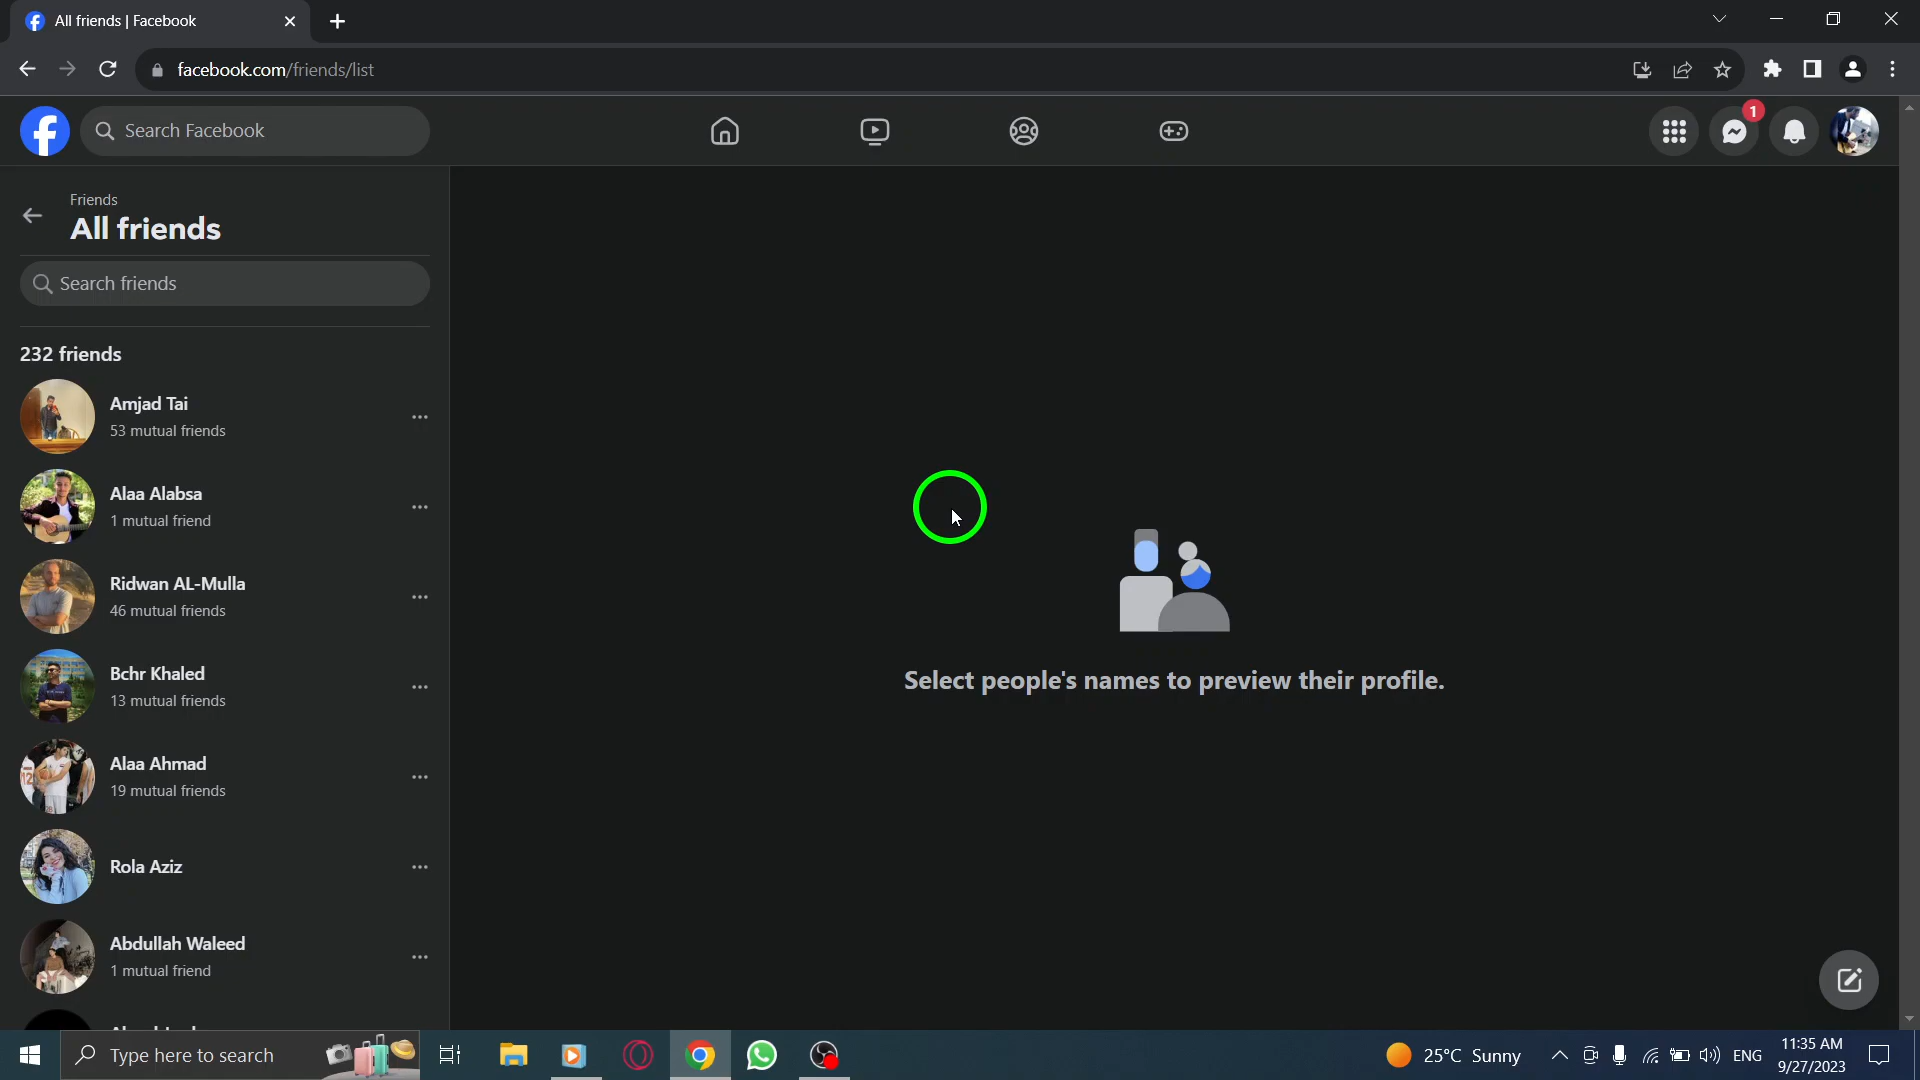 All friends | Facebook
facebook.com/friends/list
Search Facebook
1
Friends
All friends
Search friends
232 friends
Amjad Tai
53 mutual friends
Alaa Alabsa
1 mutual friend
Ridwan AL-Mulla
46 mutual friends
Bchr Khaled
13 mutual friends
Alaa Ahmad
19 mutual friends
Rola Aziz
Abdullah Waleed
1 mutual friend
Select people's names to preview their profile.
Type here to search
25°C Sunny
ENG
11:35 AM
9/27/2023